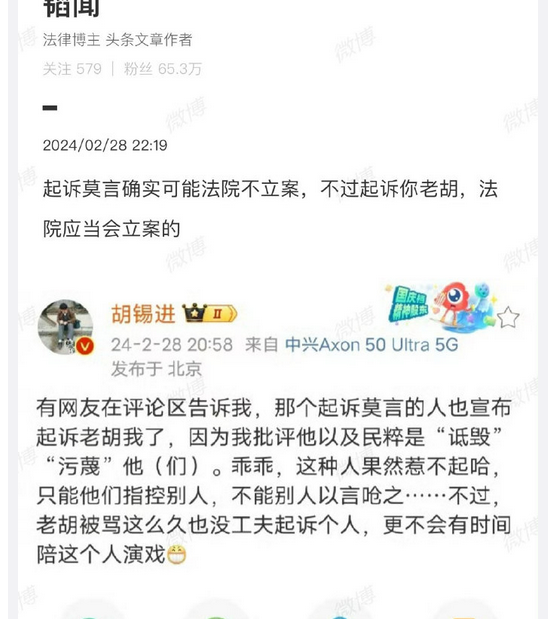 韬闻
法律博主 头条文章作者
关注 579 | 粉丝 65.3万
2024/02/28 22:19
起诉莫言确实可能法院不立案，不过起诉你老胡，法
院应当会立案的
胡锡进 II
国庆档
24-2-28 20:58 来自 中兴Axon 50 Ultra 5G
发布于 北京
有网友在评论区告诉我，那个起诉莫言的人也宣布
起诉老胡我了，因为我批评他以及民粹是“诋毁”
“污蔑”他（们）。乖乖，这种人果然惹不起哈，
只能他们指控别人，不能别人以言呛之……不过，
老胡被骂这么久也没工夫起诉个人，更不会有时间
陪这个人演戏😷
微博